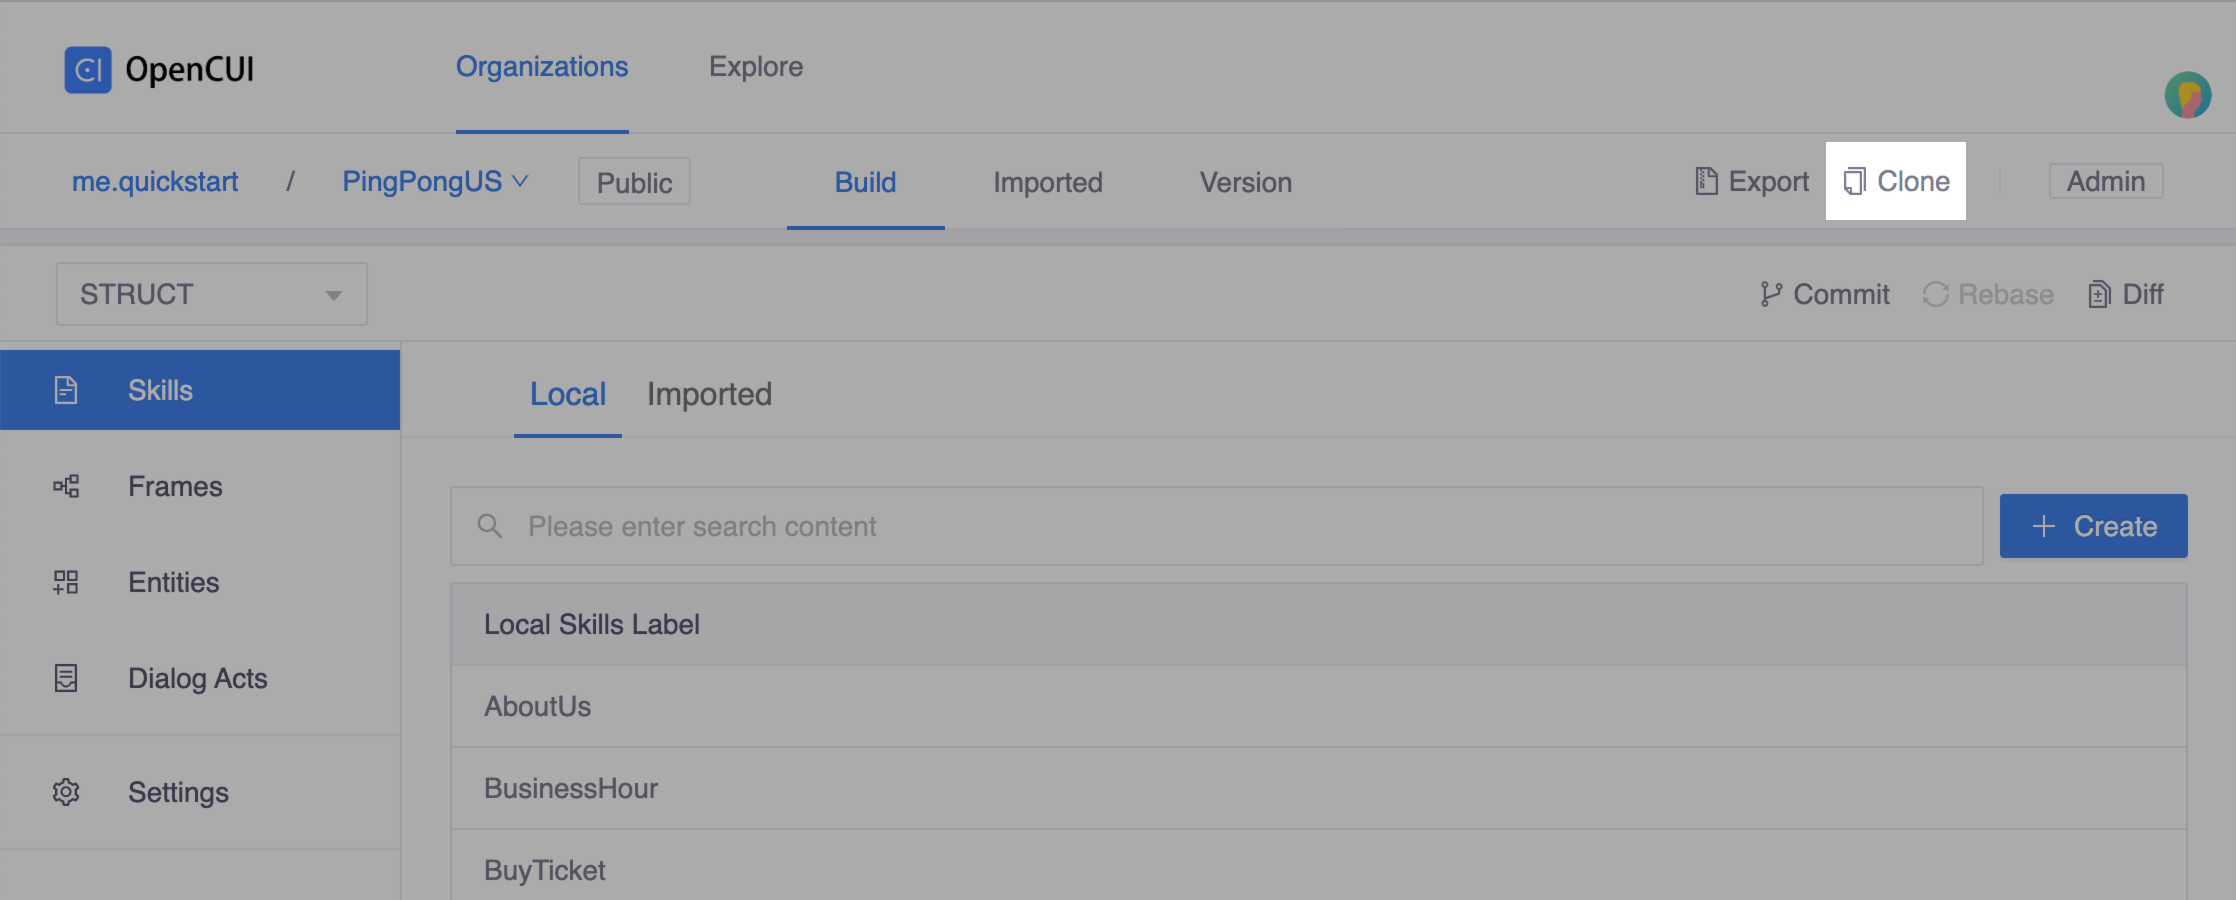 CI OpenCUI
Organizations
Explore
me.quickstart / PingPongUS
Public
Build
Imported
Version
Export
Clone
Admin
STRUCT
Commit
Rebase
Diff
Skills
Frames
Entities
Dialog Acts
Settings
Local
Imported
Please enter search content
+ Create
Local Skills Label
AboutUs
BusinessHour
BuyTicket